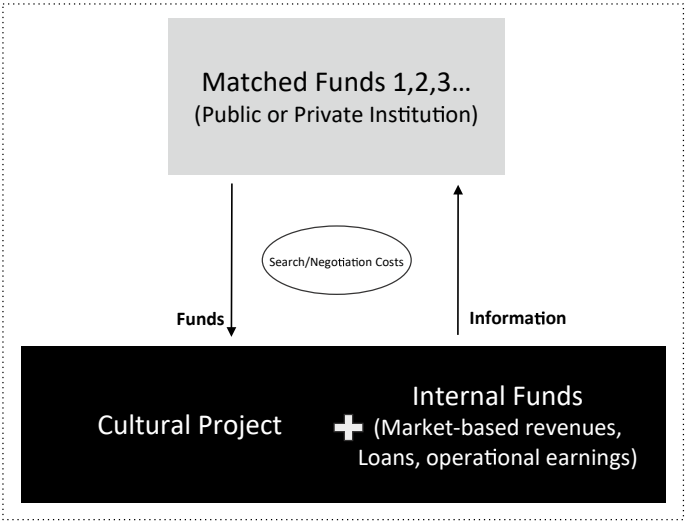 Matched Funds 1,2,3...
(Public or Private Institution)
Search/Negotiation Costs
Funds
Information
Cultural Project
Internal Funds
(Market-based revenues,
Loans, operational earnings)